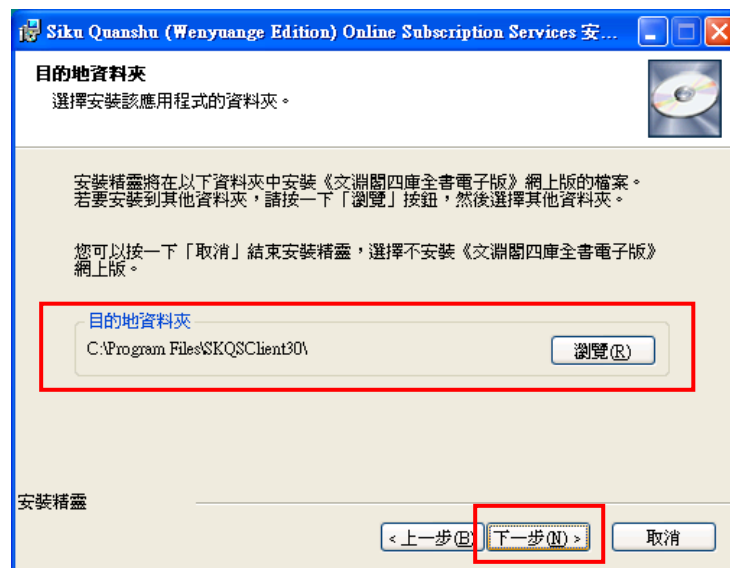 Siku Quanshu (Wenyuange Edition) Online Subscription Services 安...
目的地資料夾
選擇安裝該應用程式的資料夾。
安裝精靈將在以下資料夾中安裝《文淵閣四庫全書電子版》網上版的檔案。
若要安裝到其他資料夾，請按一下「瀏覽」按鈕，然後選擇其他資料夾。
您可以按一下「取消」結束安裝精靈，選擇不安裝《文淵閣四庫全書電子版》
網上版。
目的地資料夾
C:\Program Files\SKQSClient30\
瀏覽(R)
安裝精靈
< 上一步(B)
下一步(N) >
取消